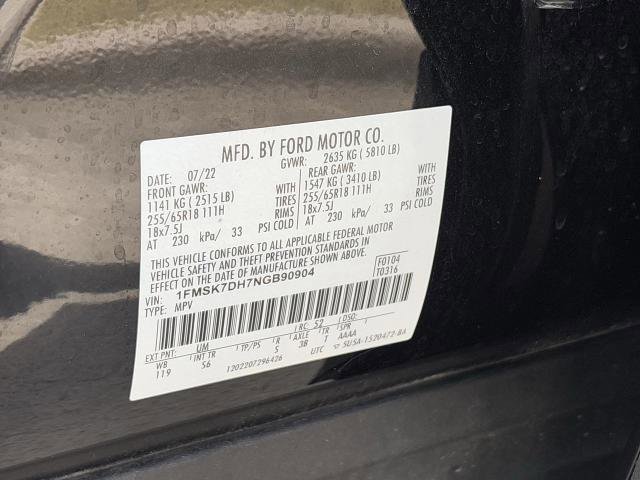 MFD. BY FORD MOTOR CO.
DATE: 07/22 GVWR: 2635 KG ( 5810 LB)
FRONT GAWR: REAR GAWR:
1141 KG ( 2515 LB) WITH 1547 KG ( 3410 LB) WITH
255/65R18 111H TIRES 255/65R18 111H TIRES
18x7.5J RIMS 18x7.5J RIMS
AT 230 kPa/ 33 PSI COLD AT 230 kPa/ 33 PSI COLD
THIS VEHICLE CONFORMS TO ALL APPLICABLE FEDERAL MOTOR
VEHICLE SAFETY AND THEFT PREVENTION STANDARDS IN
EFFECT ON THE DATE OF MANUFACTURE SHOWN ABOVE.
VIN: 1FMSK7DH7NGB90904 F0104
TYPE: MPV T0316
EXT PNT: UM RC: 52 DSO:
WB INT TR TP/PS R AXLE TR SPR
119 S6 S 3B T AAAA
1202207296426 UTC SU5A-1520472-BA